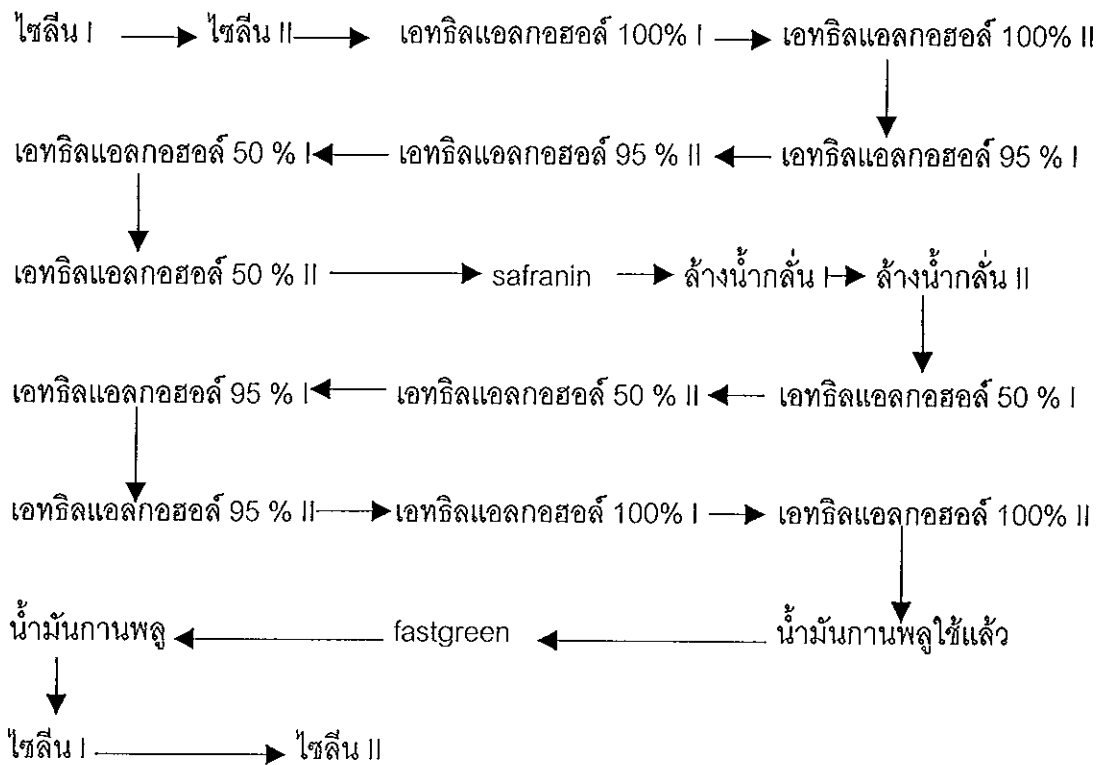 ไซลีน I ไซลีน II เอทธิลแอลกอฮอล์ 100% I เอทธิลแอลกอฮอล์ 100% II
เอทธิลแอลกอฮอล์ 50 % I เอทธิลแอลกอฮอล์ 95 % II เอทธิลแอลกอฮอล์ 95 % I
เอทธิลแอลกอฮอล์ 50 % II safranin ล้างน้ำกลั่น I ล้างน้ำกลั่น II
เอทธิลแอลกอฮอล์ 95 % I เอทธิลแอลกอฮอล์ 50 % II เอทธิลแอลกอฮอล์ 50 % I
เอทธิลแอลกอฮอล์ 95 % II เอทธิลแอลกอฮอล์ 100% I เอทธิลแอลกอฮอล์ 100% II
น้ำมันกานพลู fastgreen น้ำมันกานพลูใช้แล้ว
ไซลีน I ไซลีน II